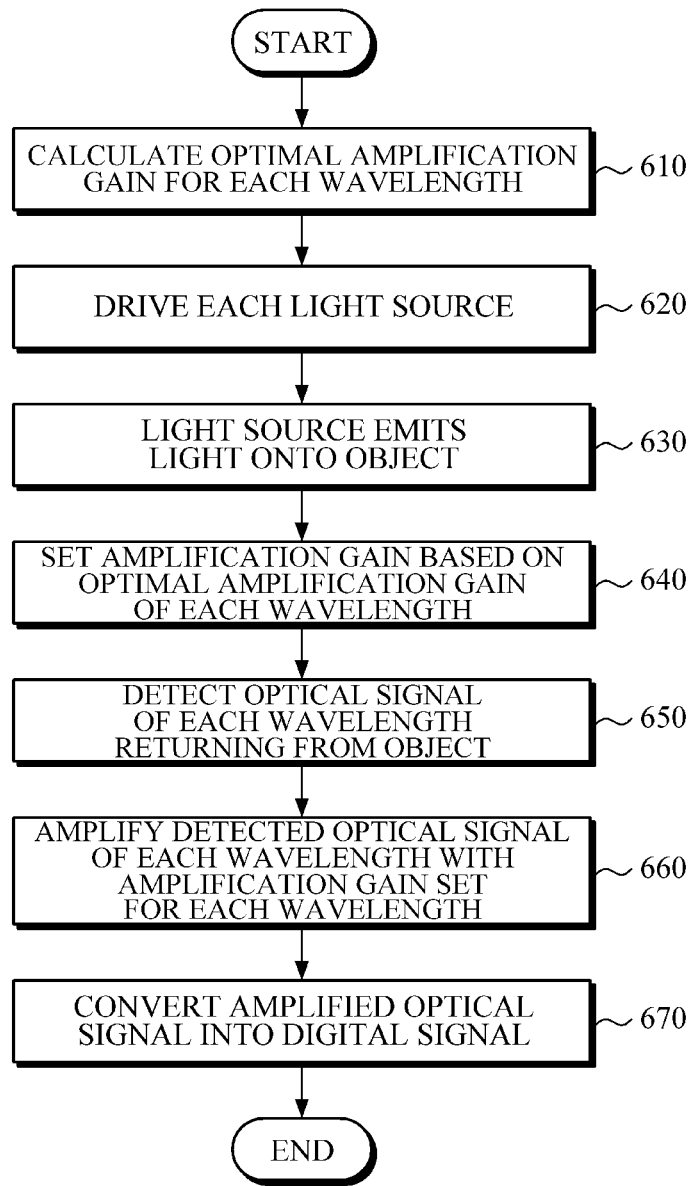 START
CALCULATE OPTIMAL AMPLIFICATION
GAIN FOR EACH WAVELENGTH
610
DRIVE EACH LIGHT SOURCE
620
LIGHT SOURCE EMITS
LIGHT ONTO OBJECT
630
SET AMPLIFICATION GAIN BASED ON
OPTIMAL AMPLIFICATION GAIN
OF EACH WAVELENGTH
640
DETECT OPTICAL SIGNAL
OF EACH WAVELENGTH
RETURNING FROM OBJECT
650
AMPLIFY DETECTED OPTICAL SIGNAL
OF EACH WAVELENGTH WITH
AMPLIFICATION GAIN SET
FOR EACH WAVELENGTH
660
CONVERT AMPLIFIED OPTICAL
SIGNAL INTO DIGITAL SIGNAL
670
END